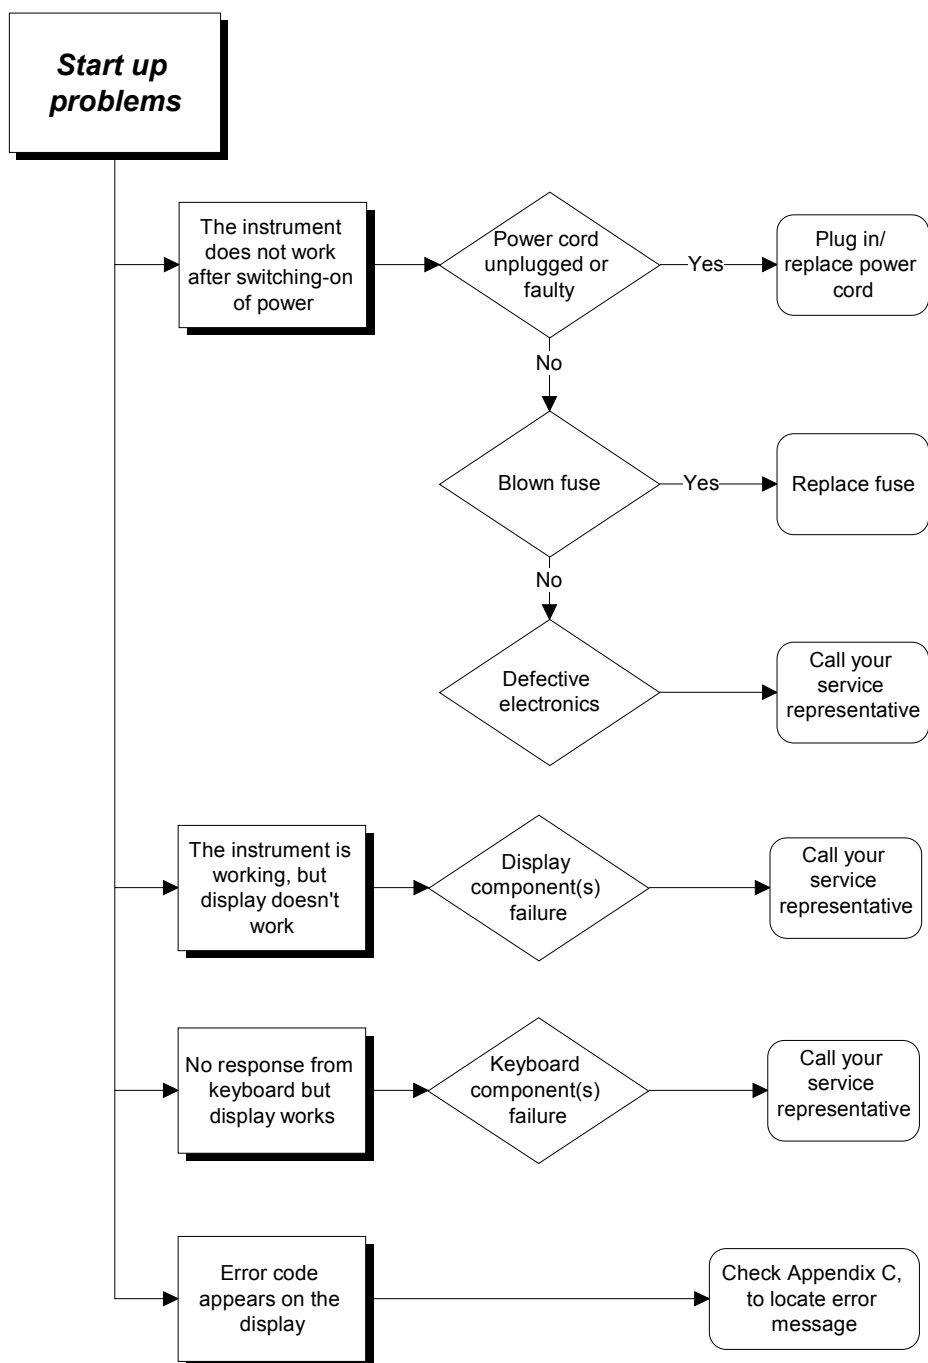 Start up
problems
The instrument
does not work
after switching-on
of power
Power cord
unplugged or
faulty
Yes
Plug in/
replace power
cord
No
Blown fuse
Yes
Replace fuse
No
Defective
electronics
Call your
service
representative
The instrument is
working, but
display doesn't
work
Display
component(s)
failure
Call your
service
representative
No response from
keyboard but
display works
Keyboard
component(s)
failure
Call your
service
representative
Error code
appears on the
display
Check Appendix C,
to locate error
message